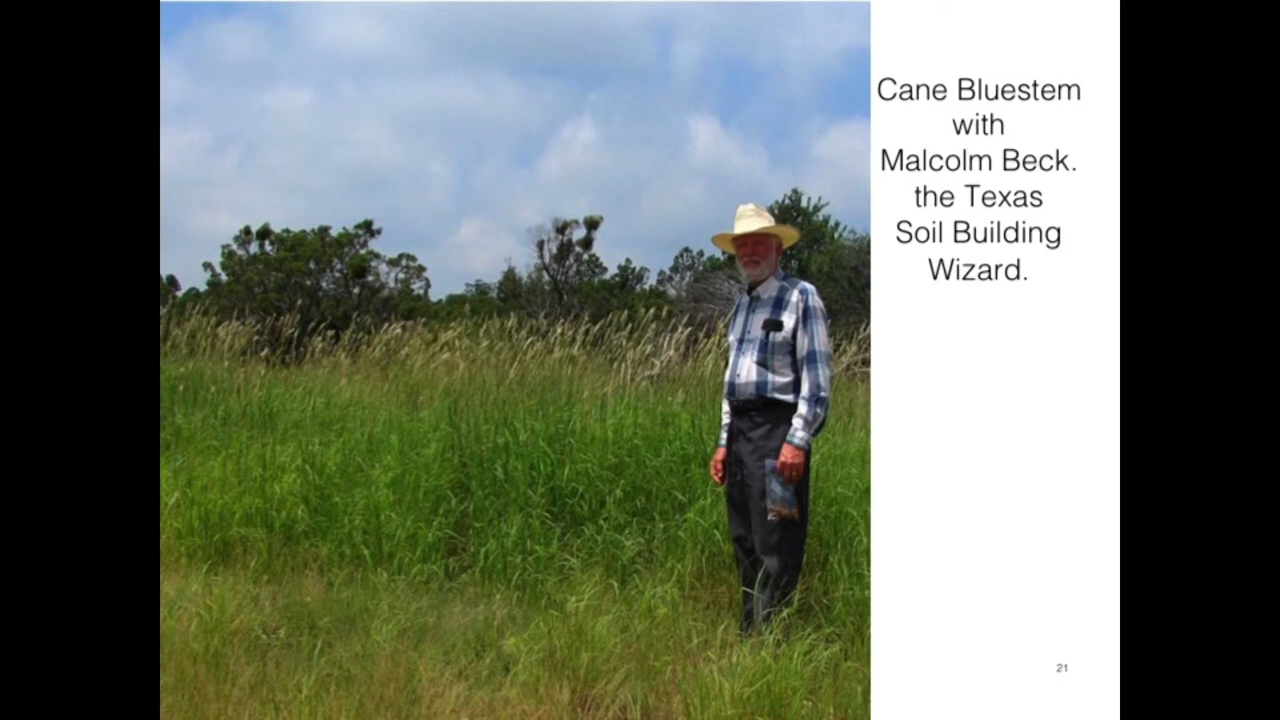 Cane Bluestem
with
Malcolm Beck.
the Texas
Soil Building
Wizard.
21